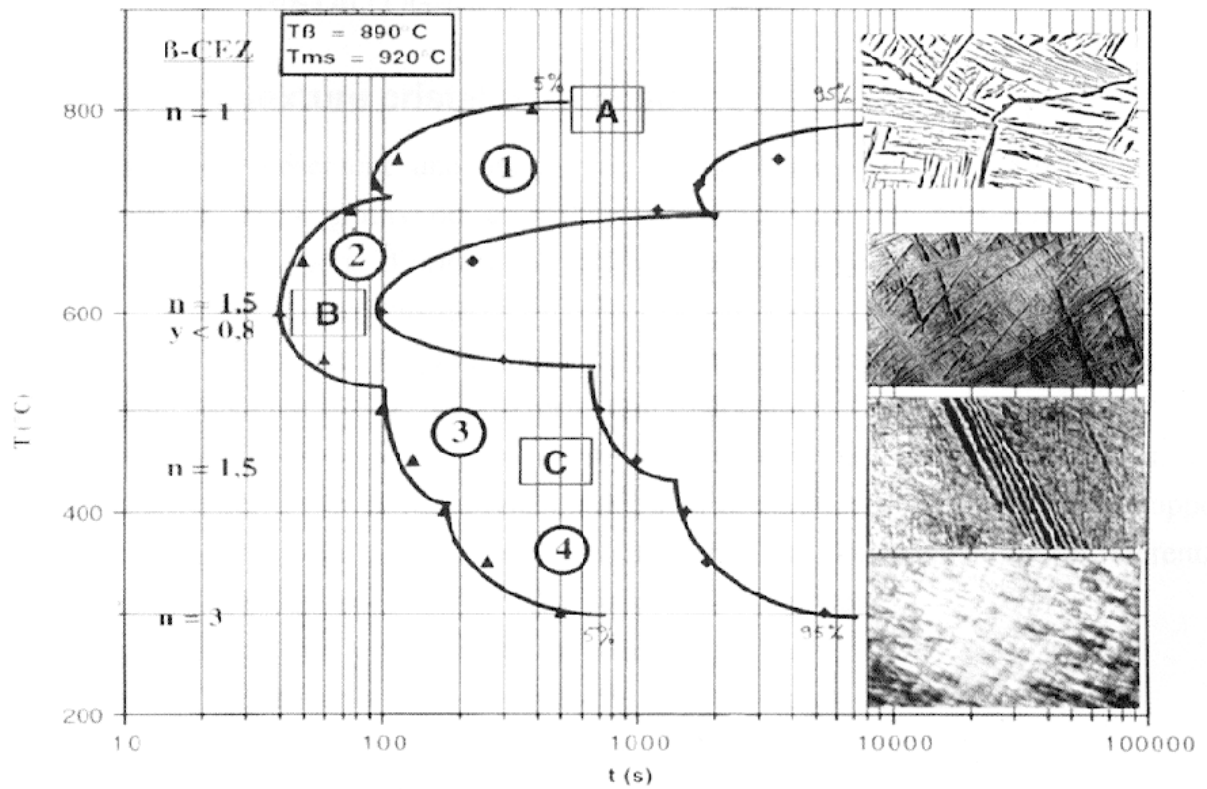 β-CEZ
Tβ = 890 C
Tms = 920°C
n = 1
n = 1.5
y < 0.8
n = 1.5
n = 3
5%
A
95%
1
2
B
3
C
4
5%
95%
T ( C)
800
600
400
200
10
100
1000
10000
100000
t (s)